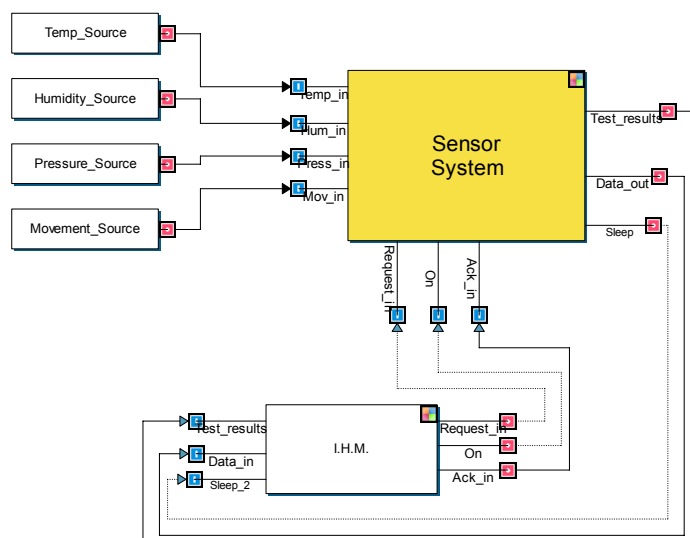 Temp_Source
Humidity_Source
Pressure_Source
Movement_Source
Temp_in
Hum_in
Press_in
Mov_in
Sensor
System
Test_results
Data_out
Sleep
Request_in
On
Ack_in
Test_results
Data_in
Sleep_2
I.H.M.
Request_in
On
Ack_in